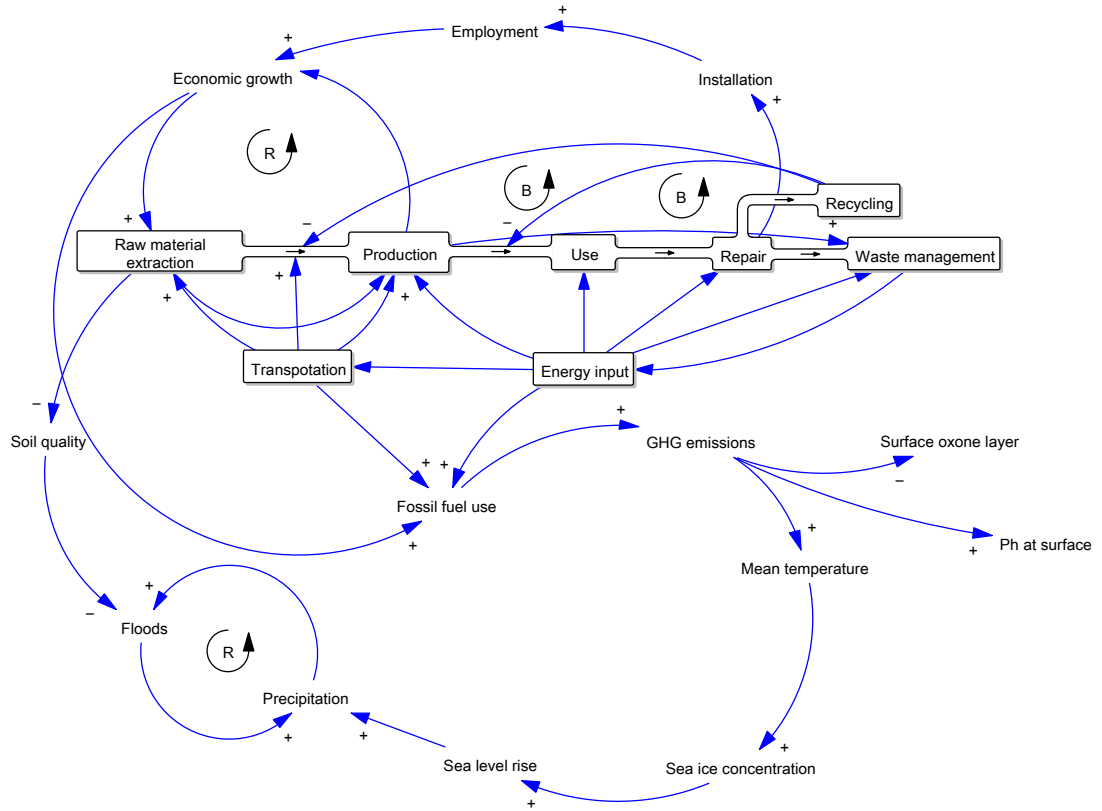 +
Employment
+
Economic growth
Installation
+
R
B
B
Recycling
+
–
–
+
Raw material
extraction
Production
Use
Repair
Waste management
+
+
+
Transpotation
Energy input
–
+
Soil quality
GHG emissions
Surface oxone layer
+ +
–
Fossil fuel use
+
+
+
Ph at surface
Mean temperature
+
–
Floods
R
Precipitation
+
+
+
Sea level rise
Sea ice concentration
+